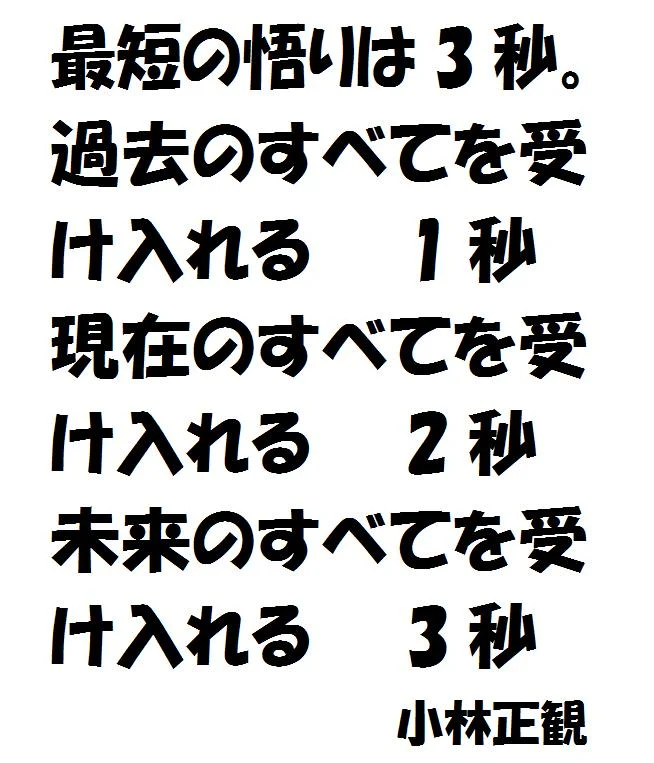 最短の悟りは3秒。
過去のすべてを受
け入れる　1秒
現在のすべてを受
け入れる　2秒
未来のすべてを受
け入れる　3秒
小林正観